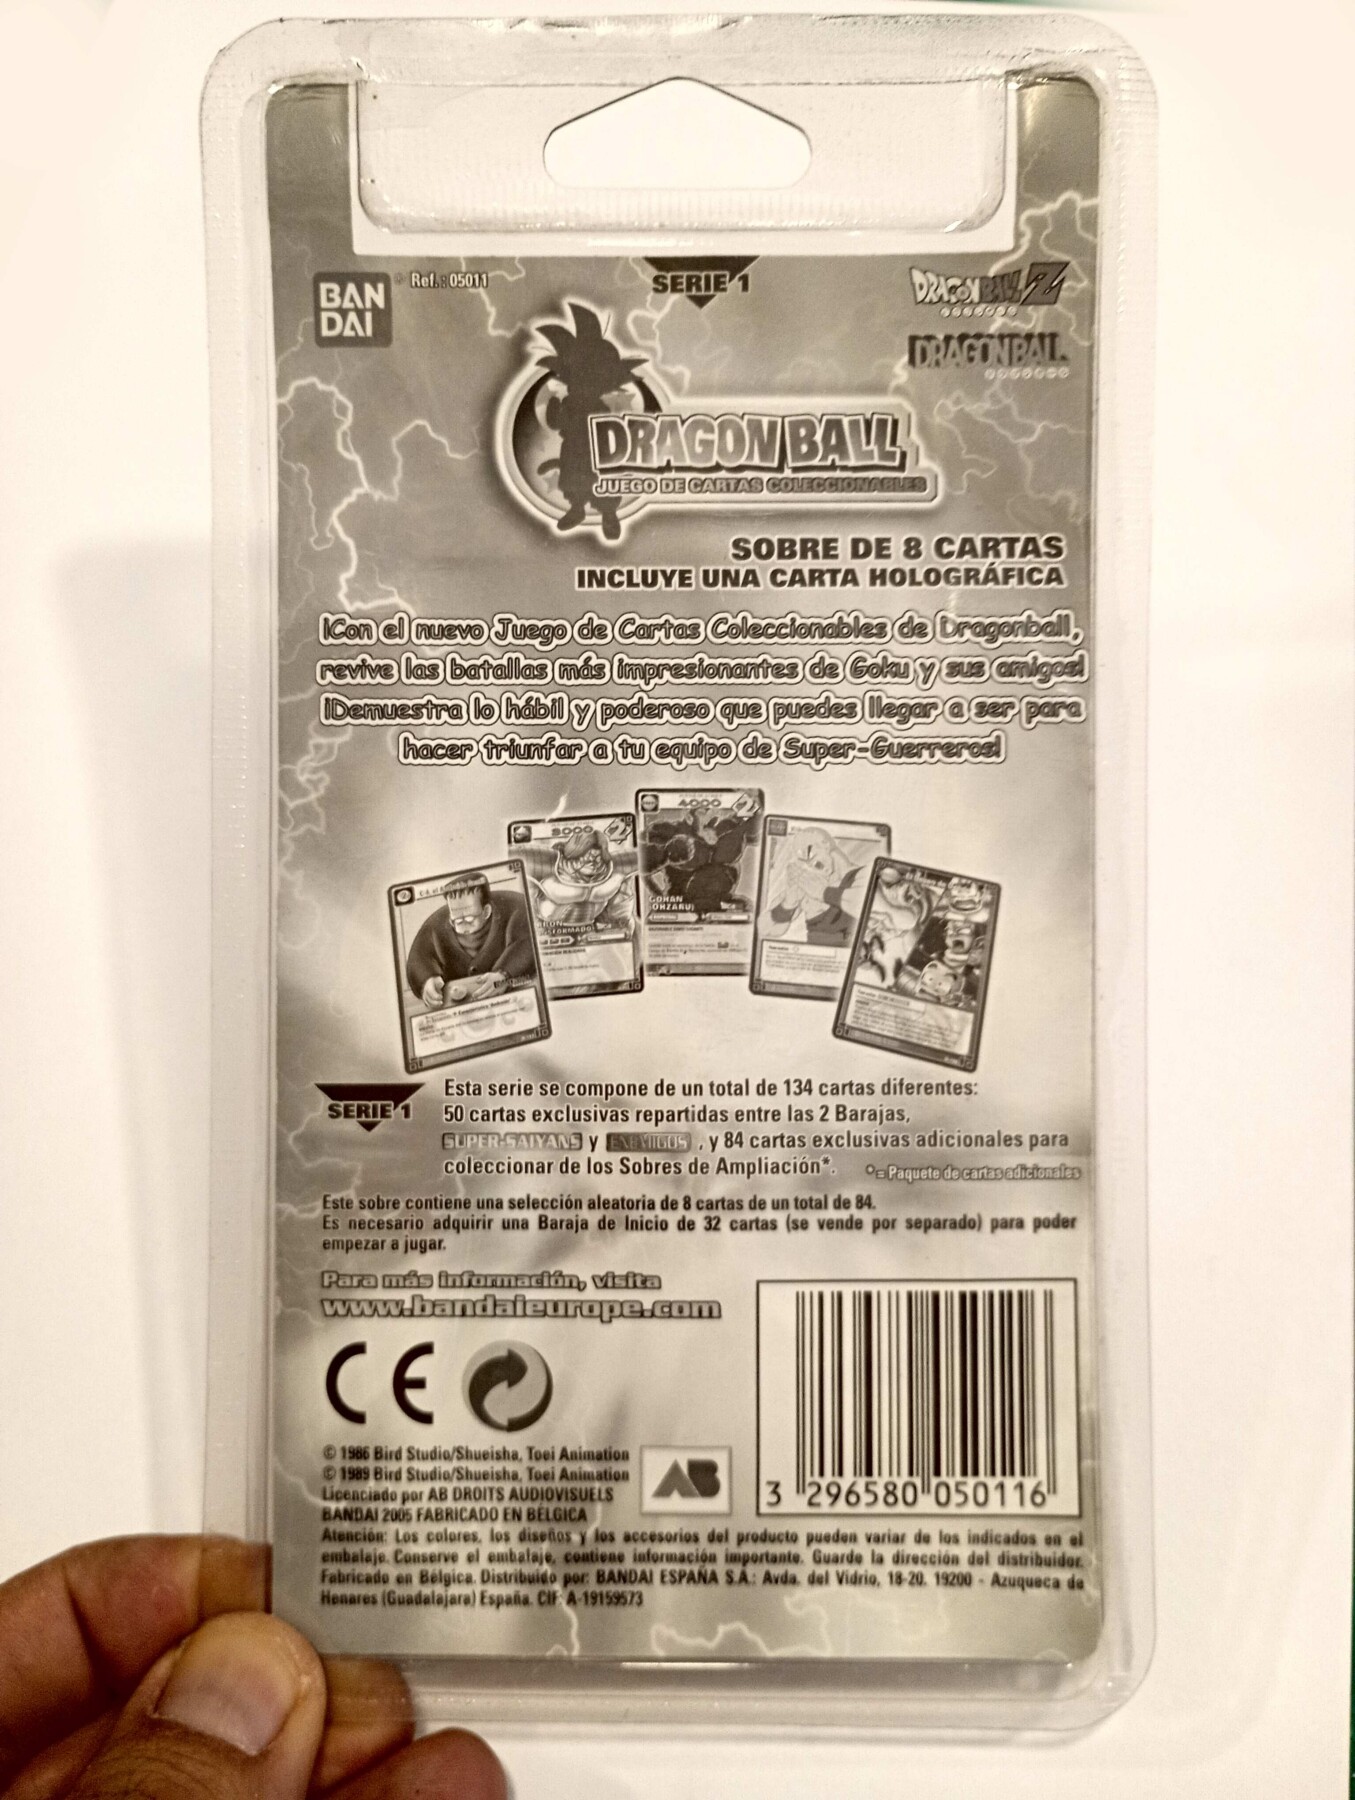 BAN
DAI
Ref.: 05011
SERIE 1
DRAGON BALL Z
DRAGON BALL
DRAGON BALL
JUEGO DE CARTAS COLECCIONABLES
SOBRE DE 8 CARTAS
INCLUYE UNA CARTA HOLOGRÁFICA
¡Con el nuevo Juego de Cartas Coleccionables de Dragonball,
revive las batallas más impresionantes de Goku y sus amigos!
¡Demuestra lo hábil y poderoso que puedes llegar a ser para
hacer triunfar a tu equipo de Super-Guerreros!
4000
GOHAN
SERIE 1
Esta serie se compone de un total de 134 cartas diferentes:
50 cartas exclusivas repartidas entre las 2 Barajas,
SUPER-SAIYANS y ENEMIGOS , y 84 cartas exclusivas adicionales para
coleccionar de los Sobres de Ampliación*.
*= Paquete de cartas adicionales
Este sobre contiene una selección aleatoria de 8 cartas de un total de 84.
Es necesario adquirir una Baraja de Inicio de 32 cartas (se vende por separado) para poder
empezar a jugar.
Para más información, visita
www.bandaieurope.com
CE
© 1986 Bird Studio/Shueisha, Toei Animation
© 1989 Bird Studio/Shueisha, Toei Animation
Licenciado por AB DROITS AUDIOVISUELS
BANDAI 2005 FABRICADO EN BÉLGICA
AB
3 296580 050116
Atención: Los colores, los diseños y los accesorios del producto pueden variar de los indicados en el
embalaje. Conserve el embalaje, contiene información importante. Guarde la dirección del distribuidor.
Fabricado en Bélgica. Distribuido por: BANDAI ESPAÑA S.A.: Avda. del Vidrio, 18-20. 19200 - Azuqueca de
Henares (Guadalajara) España. CIF: A-19159573